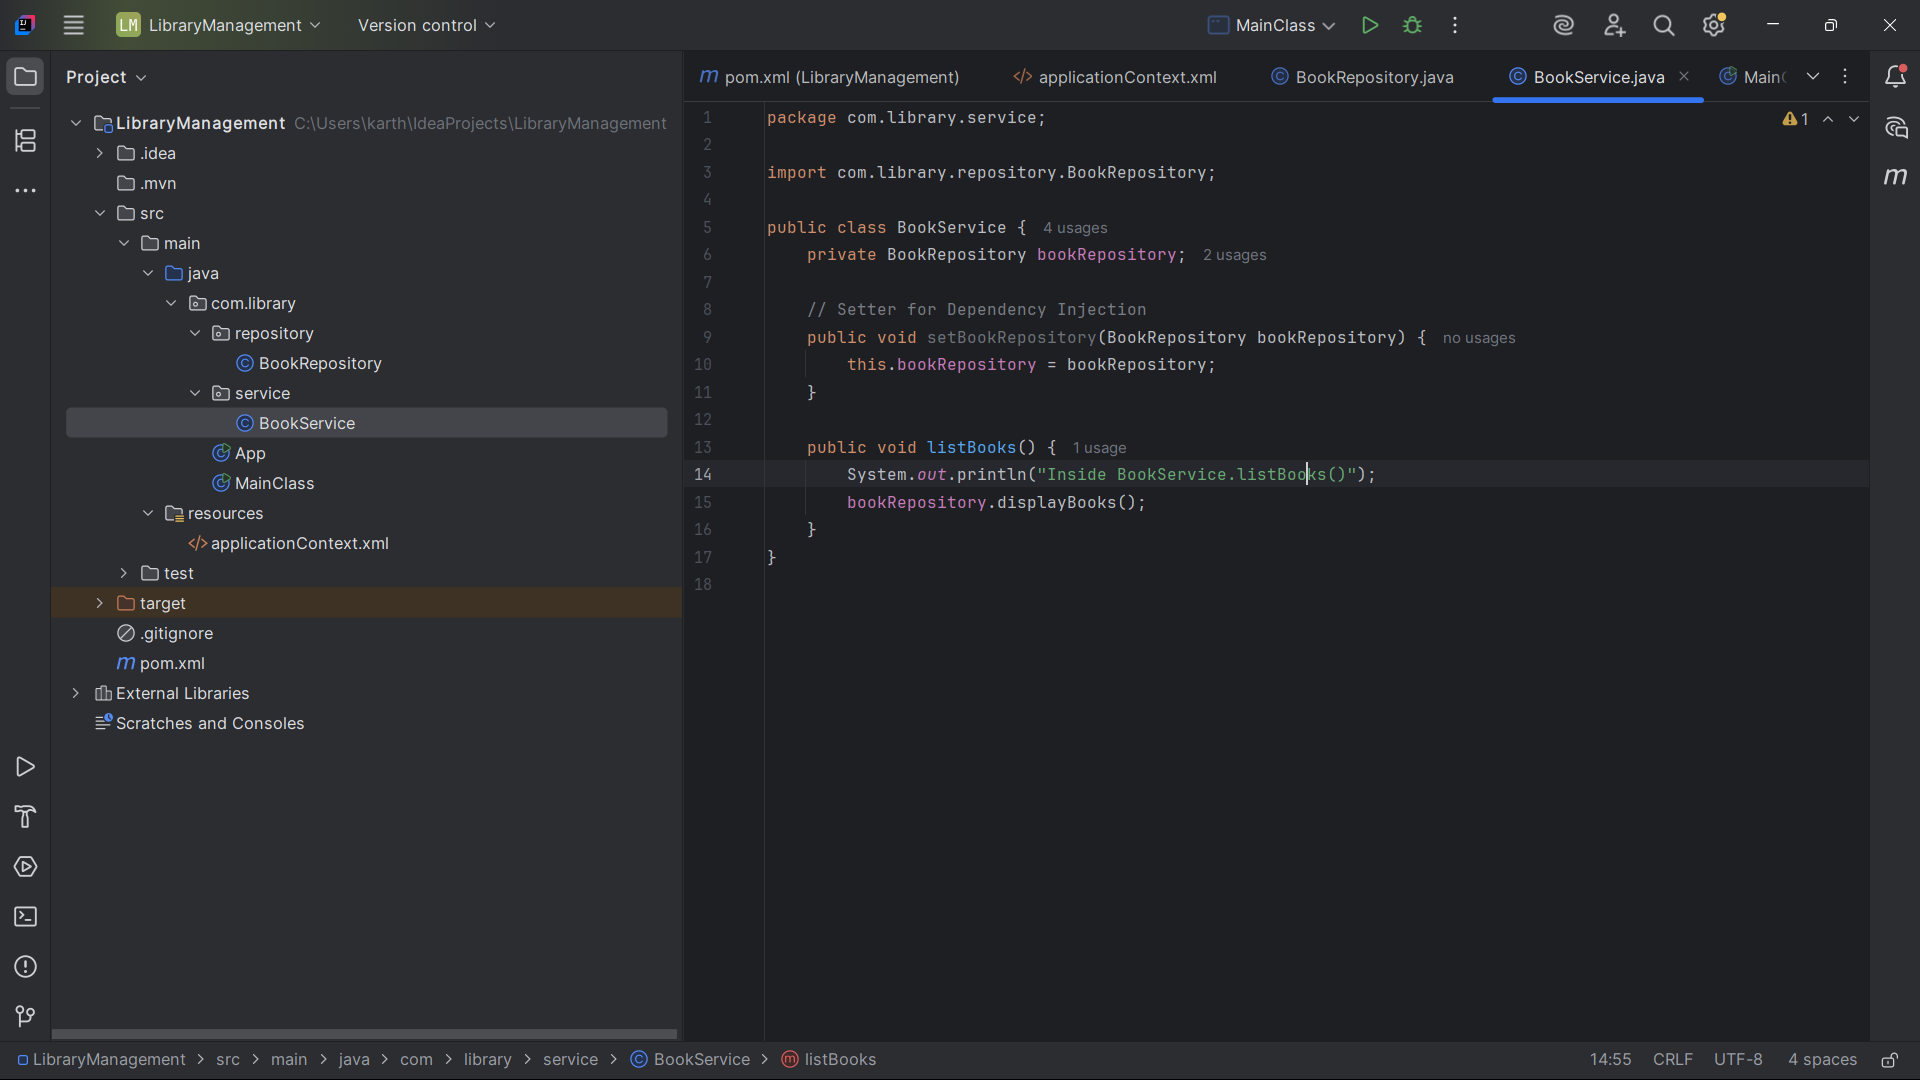 LM LibraryManagement Version control MainClass
Project
LibraryManagement C:\Users\karth\IdeaProjects\LibraryManagement
.idea
.mvn
src
main
java
com.library
repository
BookRepository
service
BookService
App
MainClass
resources
applicationContext.xml
test
target
.gitignore
m pom.xml
External Libraries
Scratches and Consoles
m pom.xml (LibraryManagement) </> applicationContext.xml BookRepository.java BookService.java Main
1 package com.library.service;
2
3 import com.library.repository.BookRepository;
4
5 public class BookService { 4 usages
6 private BookRepository bookRepository; 2 usages
7
8 // Setter for Dependency Injection
9 public void setBookRepository(BookRepository bookRepository) { no usages
10 this.bookRepository = bookRepository;
11 }
12
13 public void listBooks() { 1 usage
14 System.out.println("Inside BookService.listBooks()");
15 bookRepository.displayBooks();
16 }
17 }
18
1
m
LibraryManagement > src > main > java > com > library > service > BookService > listBooks
14:55 CRLF UTF-8 4 spaces